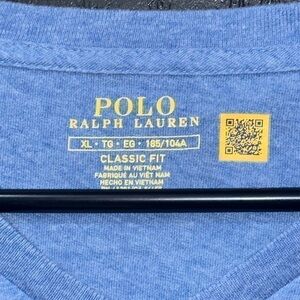 POLO
RALPH LAUREN
XL • TG • EG • 185/104A
CLASSIC FIT
MADE IN VIETNAM
FABRIQUÉ AU VIÊT NAM
HECHO EN VIETNAM